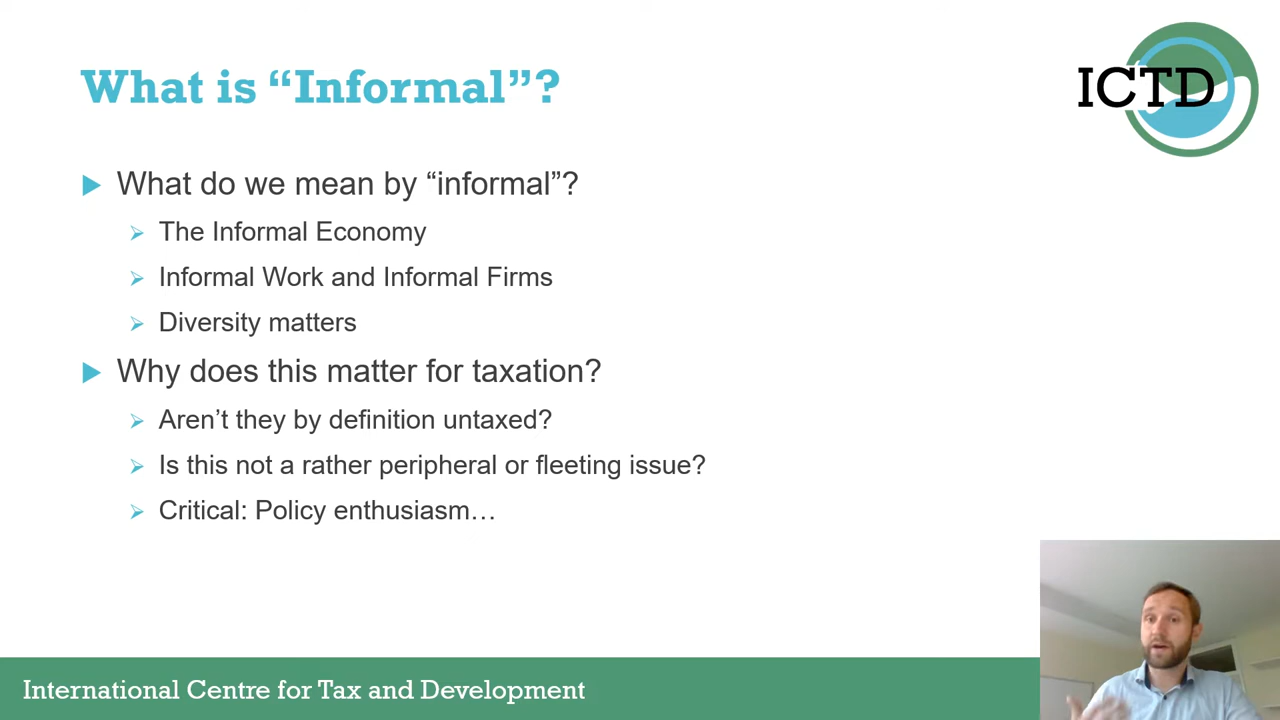 What is “Informal”?
ICTD
What do we mean by “informal”?
The Informal Economy
Informal Work and Informal Firms
Diversity matters
Why does this matter for taxation?
Aren’t they by definition untaxed?
Is this not a rather peripheral or fleeting issue?
Critical: Policy enthusiasm…
International Centre for Tax and Development